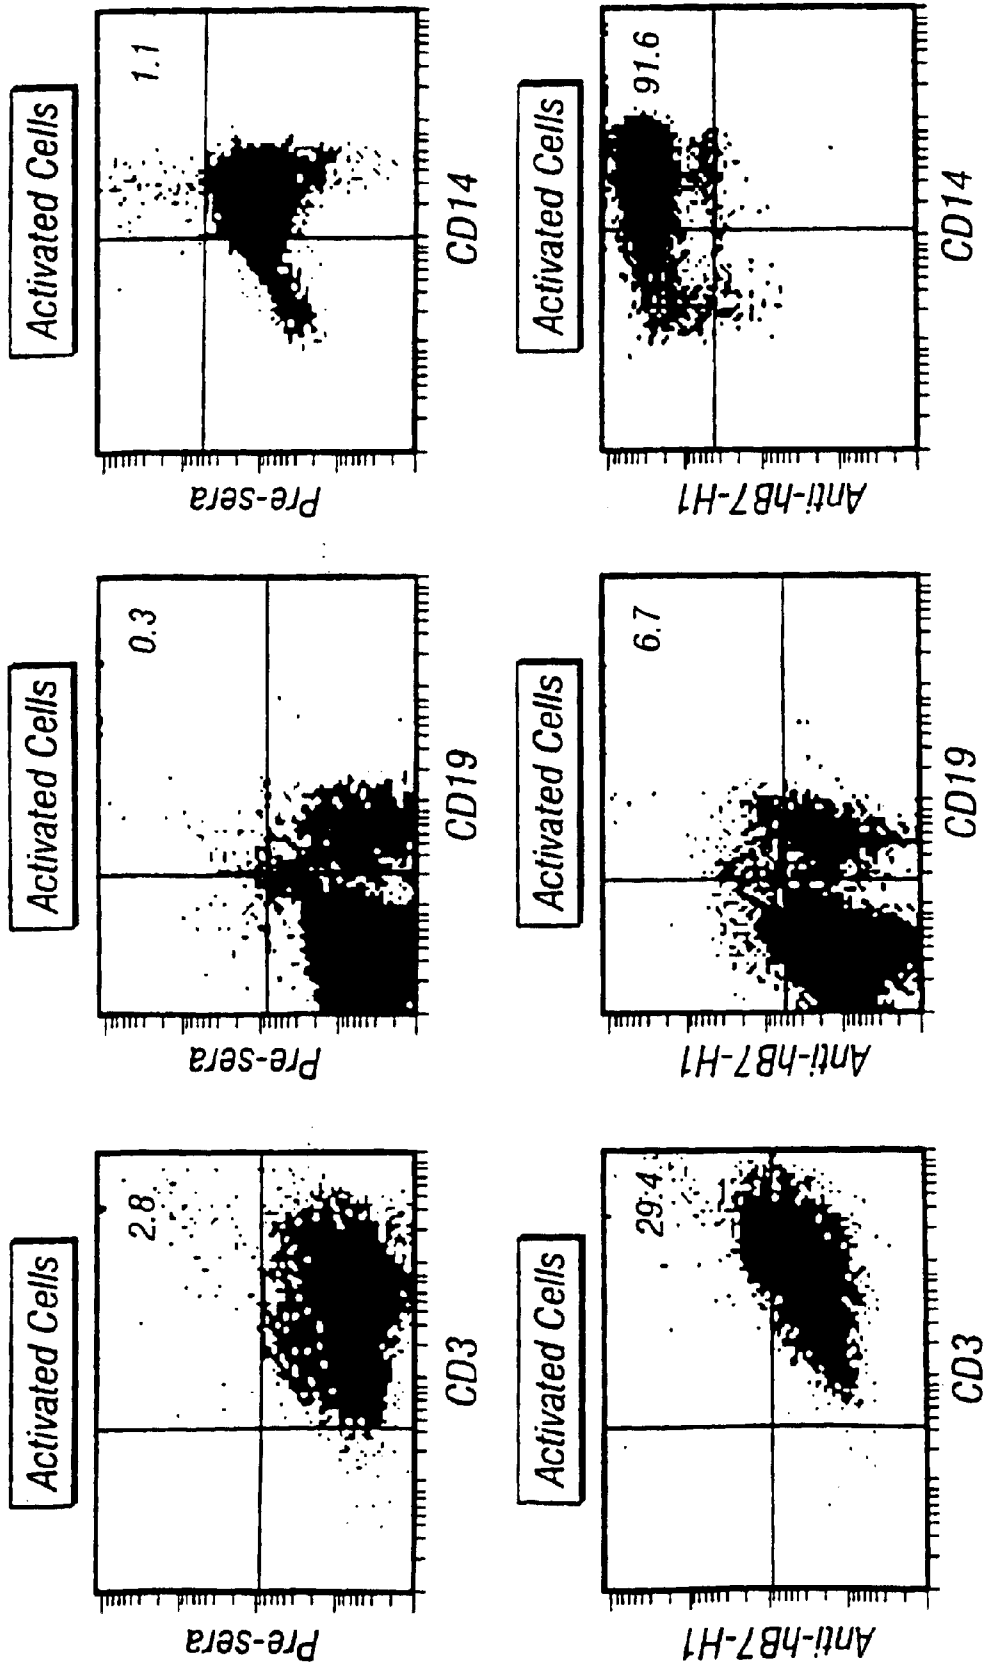 Activated Cells
2.8
Pre-sera
CD3
Activated Cells
0.3
Pre-sera
CD19
Activated Cells
1.1
Pre-sera
CD14
Activated Cells
29.4
Anti-hB7-H1
CD3
Activated Cells
6.7
Anti-hB7-H1
CD19
Activated Cells
91.6
Anti-hB7-H1
CD14